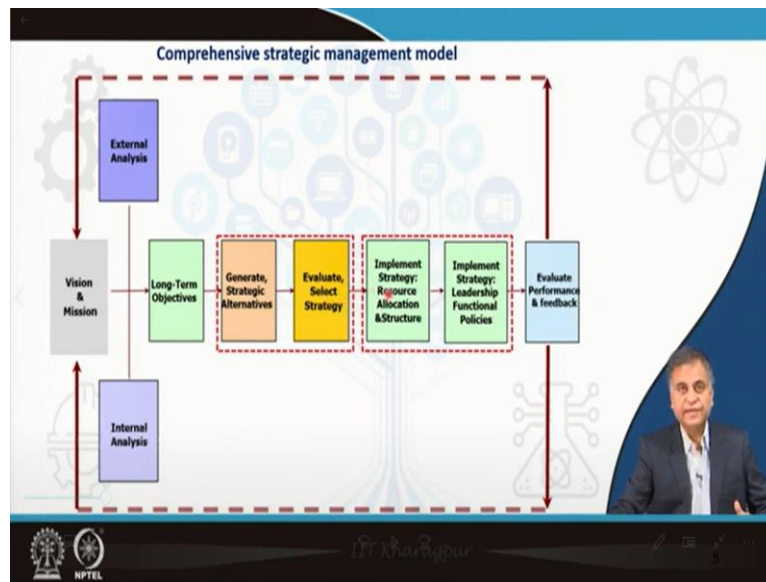 Comprehensive strategic management model
External
Analysis
Vision
&
Mission
Long-Term
Objectives
Generate,
Strategic
Alternatives
Evaluate,
Select
Strategy
Implement
Strategy:
Resource
Allocation
&Structure
Implement
Strategy:
Leadership
Functional
Policies
Evaluate
Performance
& feedback
Internal
Analysis
NPTEL
IIT Kharagpur
5